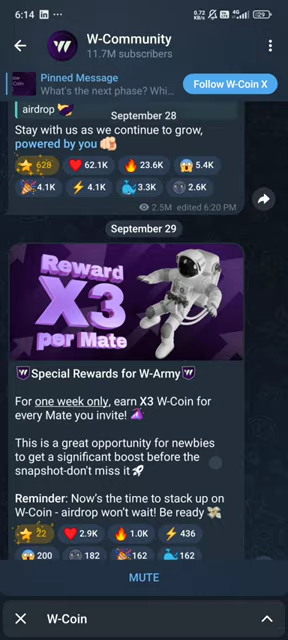 6:14
0.72
KB/s
4G
29
W-Community
11.7M subscribers
Pinned Message
What's the next phase? Whi...
Follow W-Coin X
airdrop
September 28
Stay with us as we continue to grow,
powered by you
628
62.1K
23.6K
5.4K
4.1K
4.1K
3.3K
2.6K
2.5M edited 6:20 PM
September 29
Reward
X3
per Mate
Special Rewards for W-Army
For one week only, earn X3 W-Coin for
every Mate you invite!
This is a great opportunity for newbies
to get a significant boost before the
snapshot-don't miss it
Reminder: Now's the time to stack up on
W-Coin - airdrop won't wait! Be ready
22
2.9K
1.0K
436
200
182
162
162
MUTE
W-Coin